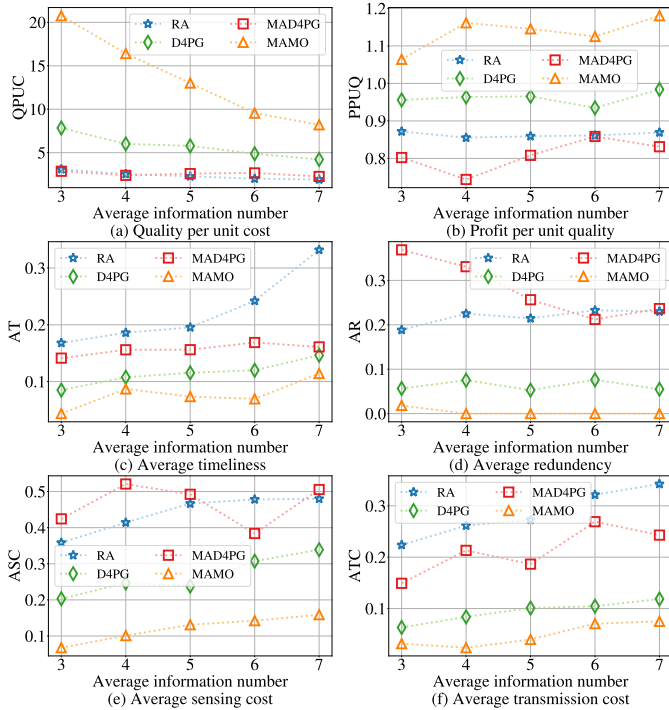 20
15
10
5
QPUC
RA
D4PG
MAD4PG
MAMO
3 4 5 6 7
Average information number
(a) Quality per unit cost
1.2
1.1
1.0
0.9
0.8
PPUQ
RA
D4PG
MAD4PG
MAMO
3 4 5 6 7
Average information number
(b) Profit per unit quality
0.3
0.2
0.1
AT
RA
D4PG
MAD4PG
MAMO
3 4 5 6 7
Average information number
(c) Average timeliness
0.3
0.2
0.1
0.0
AR
RA
D4PG
MAD4PG
MAMO
3 4 5 6 7
Average information number
(d) Average redundancy
0.5
0.4
0.3
0.2
0.1
ASC
RA
D4PG
MAD4PG
MAMO
3 4 5 6 7
Average information number
(e) Average sensing cost
0.3
0.2
0.1
ATC
RA
D4PG
MAD4PG
MAMO
3 4 5 6 7
Average information number
(f) Average transmission cost